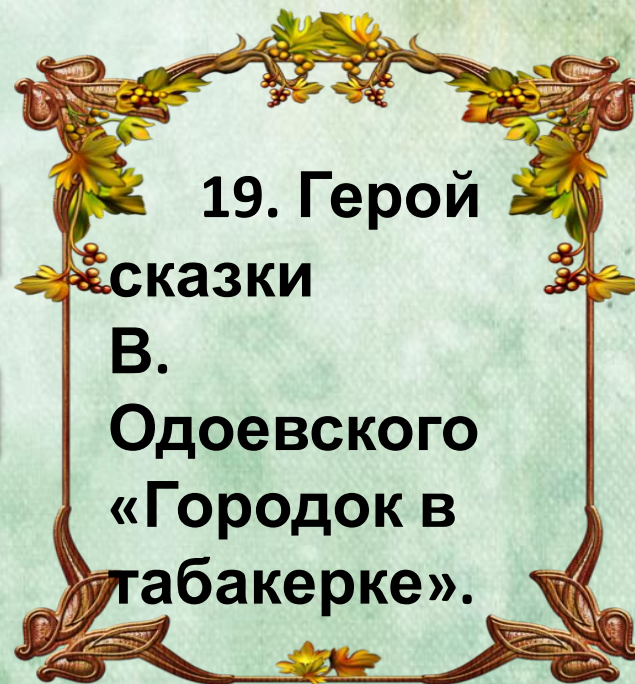 19. Герой
сказки
В.
Одоевского
«Городок в
табакерке».